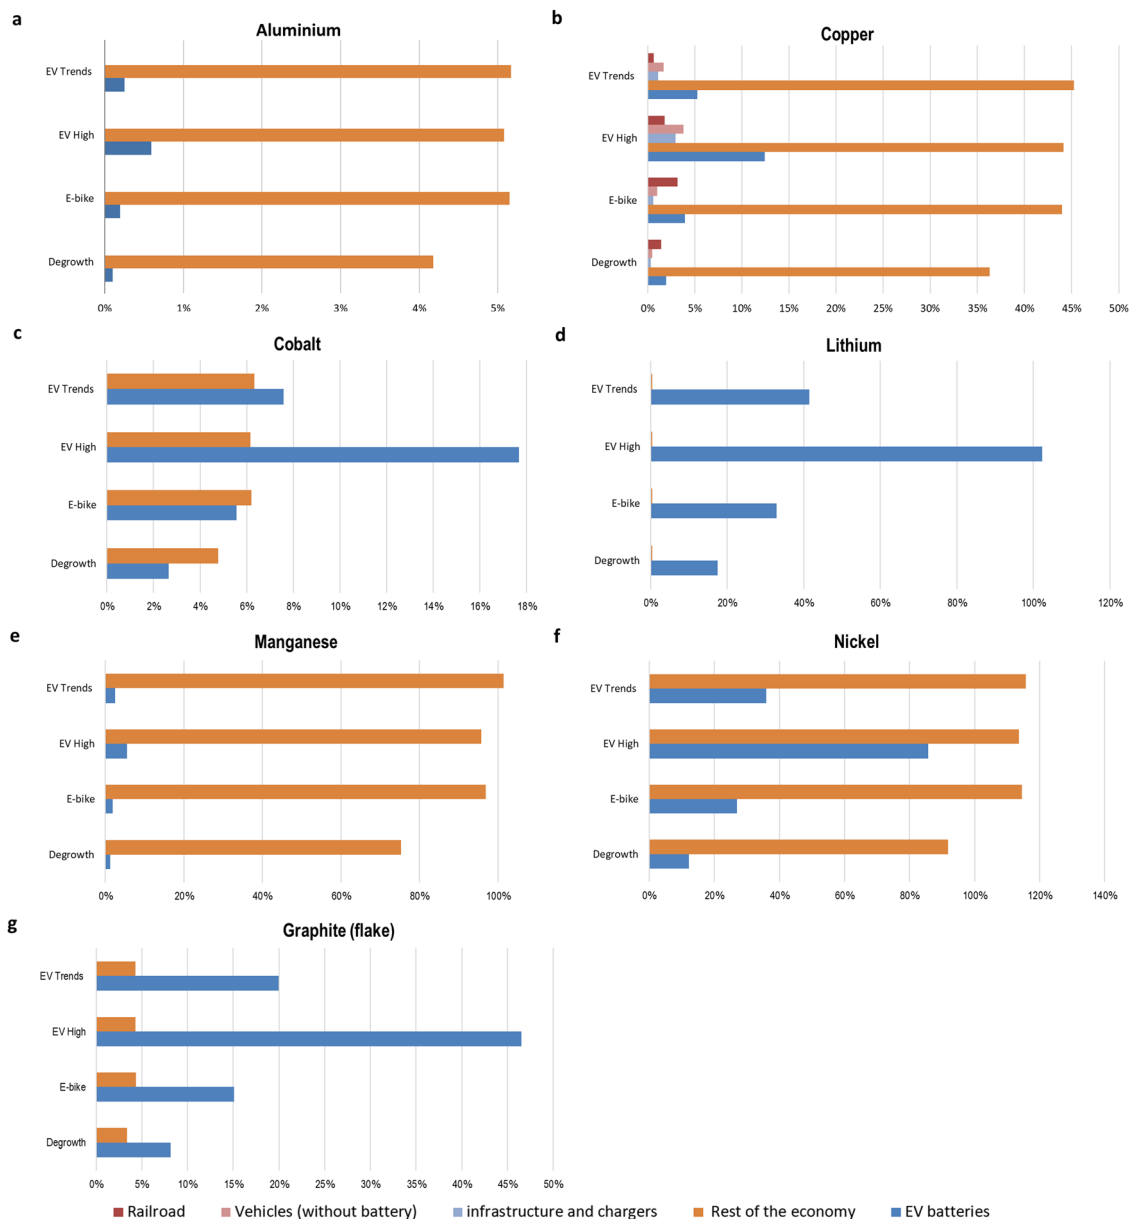 a
Aluminium
EV Trends
EV High
E-bike
Degrowth
0% 1% 2% 3% 4% 5%
b
Copper
EV Trends
EV High
E-bike
Degrowth
0% 5% 10% 15% 20% 25% 30% 35% 40% 45% 50%
c
Cobalt
EV Trends
EV High
E-bike
Degrowth
0% 2% 4% 6% 8% 10% 12% 14% 16% 18%
d
Lithium
EV Trends
EV High
E-bike
Degrowth
0% 20% 40% 60% 80% 100% 120%
e
Manganese
EV Trends
EV High
E-bike
Degrowth
0% 20% 40% 60% 80% 100%
f
Nickel
EV Trends
EV High
E-bike
Degrowth
0% 20% 40% 60% 80% 100% 120% 140%
g
Graphite (flake)
EV Trends
EV High
E-bike
Degrowth
0% 5% 10% 15% 20% 25% 30% 35% 40% 45% 50%
Railroad Vehicles (without battery) infrastructure and chargers Rest of the economy EV batteries